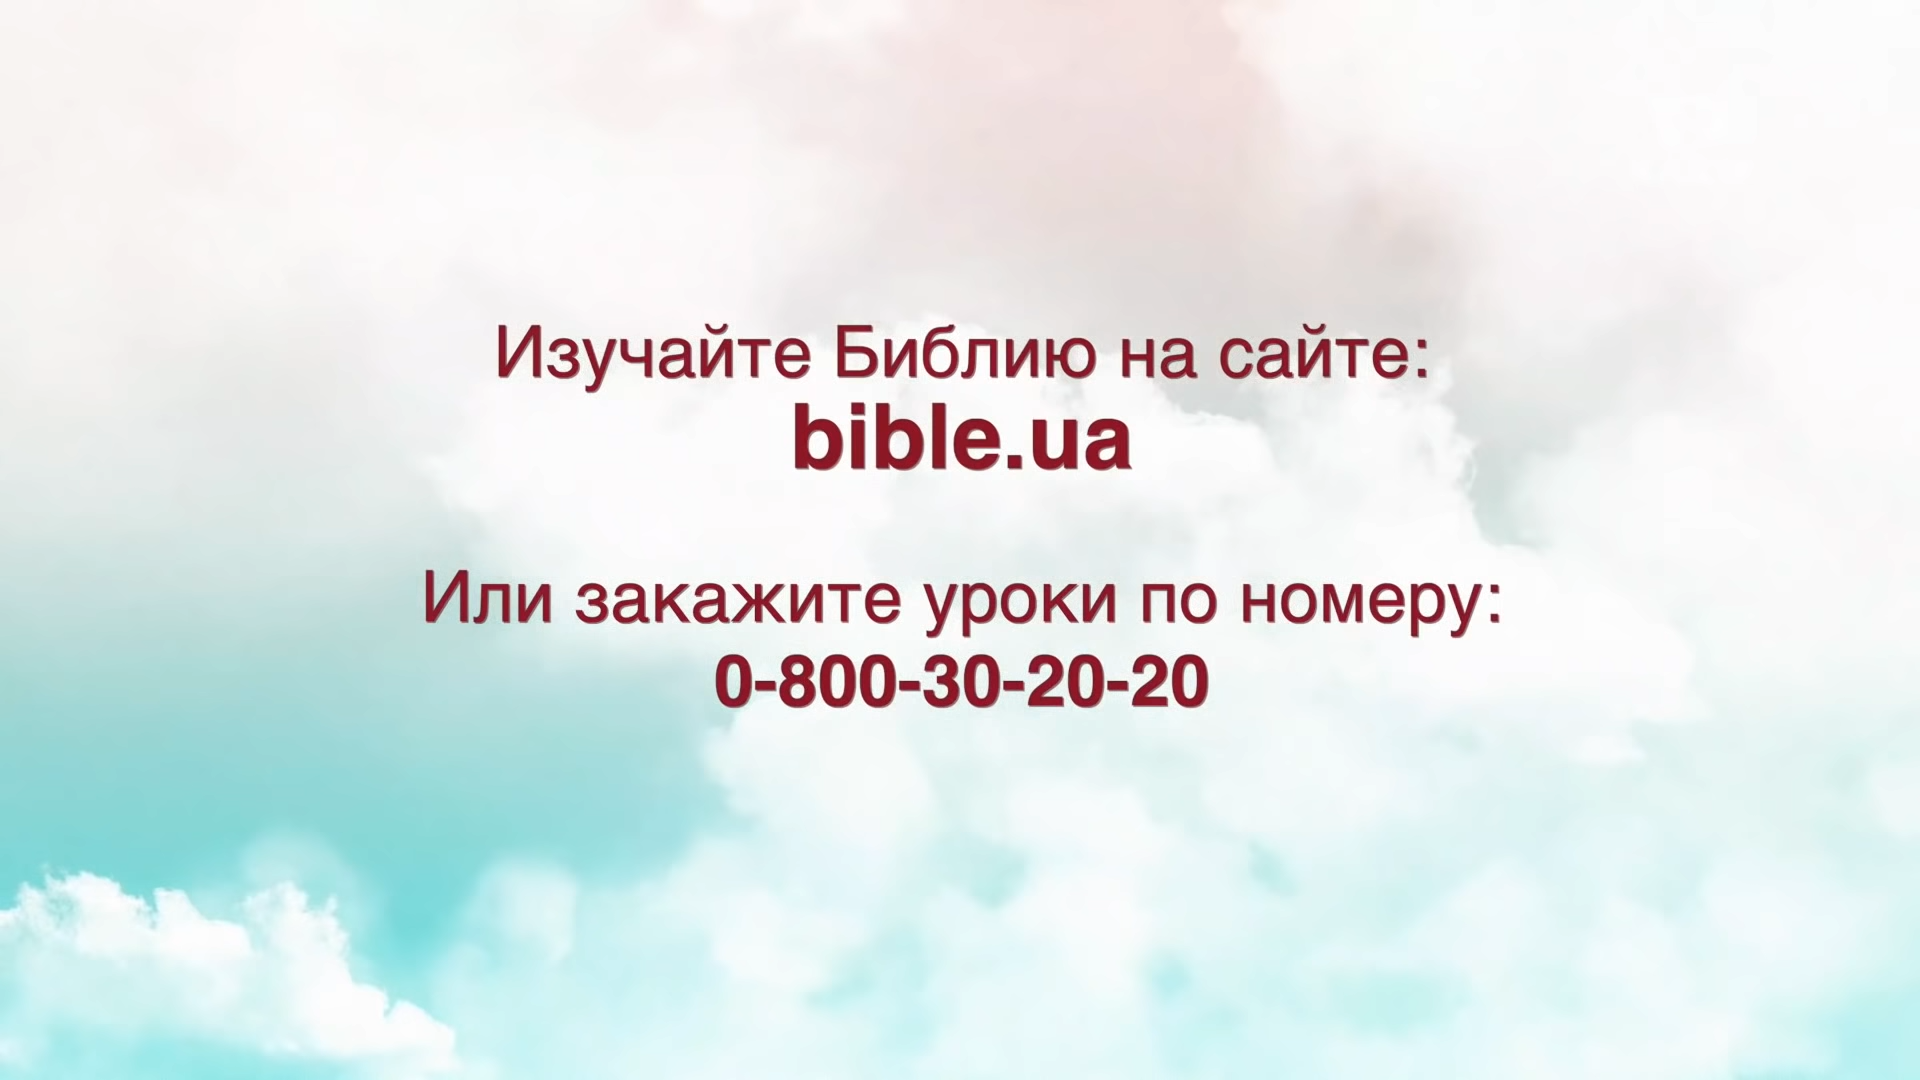 Изучайте Библию на сайте:
bible.ua
Или закажите уроки по номеру:
0-800-30-20-20